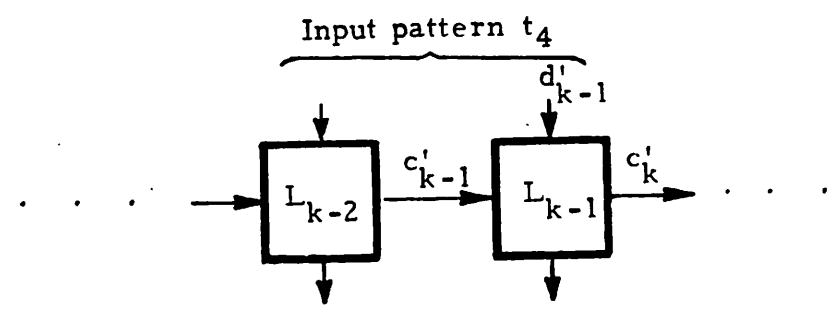 Input pattern t₄
d'ₖ₋₁
c'ₖ₋₁
c'ₖ
. . .
Lₖ₋₂
Lₖ₋₁
. . .